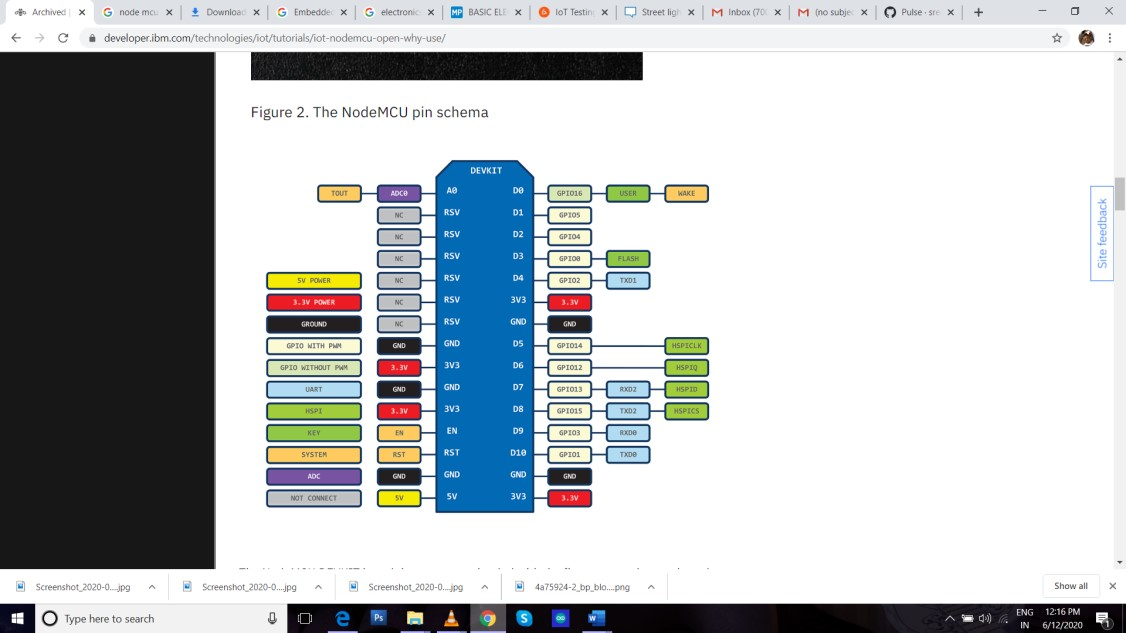 Archived
node mcu
Download
Embedde
electronic
BASIC ELE
IoT Testin
Street ligh
Inbox (70
(no subje
Pulse - sre
developer.ibm.com/technologies/iot/tutorials/iot-nodemcu-open-why-use/
Figure 2. The NodeMCU pin schema
DEVKIT
TOUT ADC0 A0 D0 GPIO16 USER WAKE
NC RSV D1 GPIO5
NC RSV D2 GPIO4
NC RSV D3 GPIO0 FLASH
5V POWER NC RSV D4 GPIO2 TXD1
3.3V POWER NC RSV 3V3 3.3V
GROUND NC RSV GND GND
GPIO WITH PWM GND GND D5 GPIO14 HSPICLK
GPIO WITHOUT PWM 3.3V 3V3 D6 GPIO12 HSPIQ
UART GND GND D7 GPIO13 RXD2 HSPID
HSPI 3.3V 3V3 D8 GPIO15 TXD2 HSPICS
KEY EN EN D9 GPIO3 RXD0
SYSTEM RST RST D10 GPIO1 TXD0
ADC GND GND GND GND
NOT CONNECT 5V 5V 3V3 3.3V
Site feedback
Screenshot_2020-0....jpg
Screenshot_2020-0....jpg
Screenshot_2020-0....jpg
4a75924-2_bp_blo....png
Show all
Type here to search
ENG 12:16 PM
IN 6/12/2020